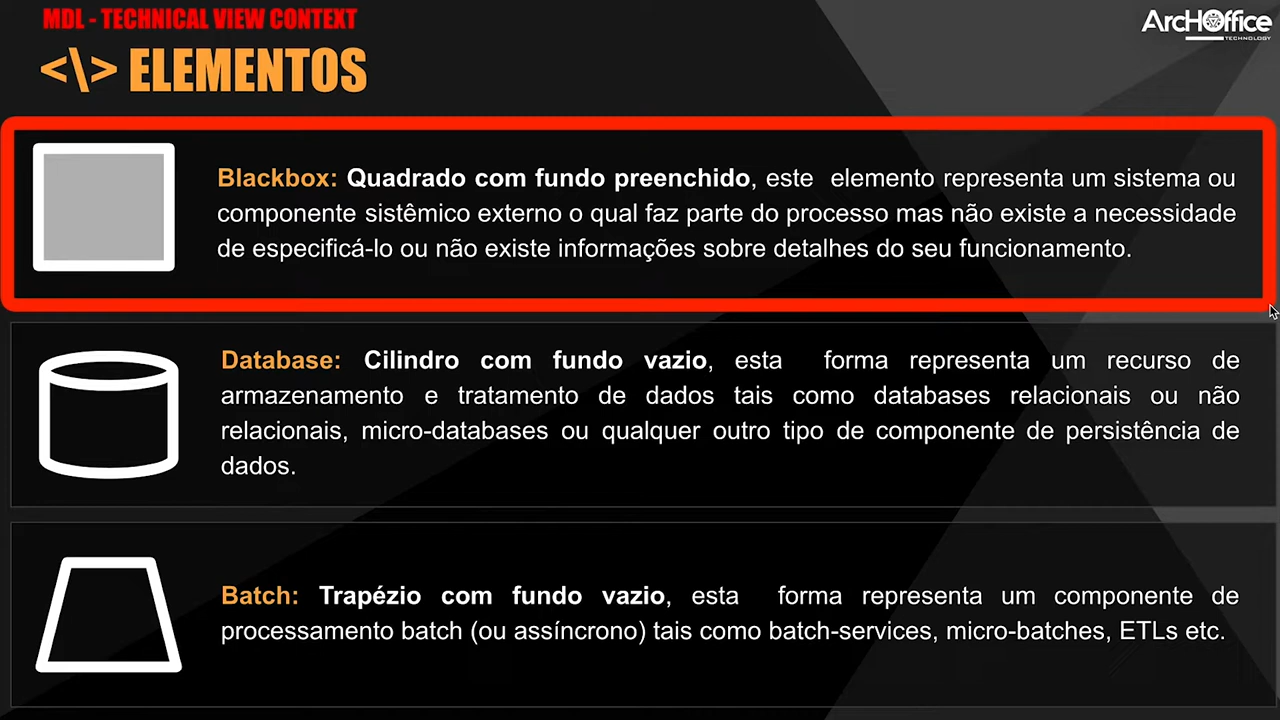 MDL - TECHNICAL VIEW CONTEXT
ArcHOffice
TECHNOLOGY
<\> ELEMENTOS
Blackbox: Quadrado com fundo preenchido, este elemento representa um sistema ou
componente sistêmico externo o qual faz parte do processo mas não existe a necessidade
de especificá-lo ou não existe informações sobre detalhes do seu funcionamento.
Database: Cilindro com fundo vazio, esta forma representa um recurso de
armazenamento e tratamento de dados tais como databases relacionais ou não
relacionais, micro-databases ou qualquer outro tipo de componente de persistência de
dados.
Batch: Trapézio com fundo vazio, esta forma representa um componente de
processamento batch (ou assíncrono) tais como batch-services, micro-batches, ETLs etc.